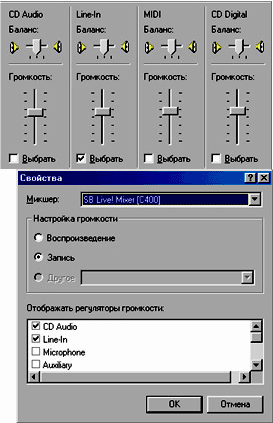 CD Audio
Line-In
MIDI
CD Digital
Баланс:
Баланс:
Баланс:
Баланс:
Громкость:
Громкость:
Громкость:
Громкость:
Выбрать
Выбрать
Выбрать
Выбрать
Свойства
Микшер:
SB Live! Mixer [C400]
Настройка громкости
Воспроизведение
Запись
Другое
Отображать регуляторы громкости:
CD Audio
Line-In
Microphone
Auxiliary
OK
Отмена